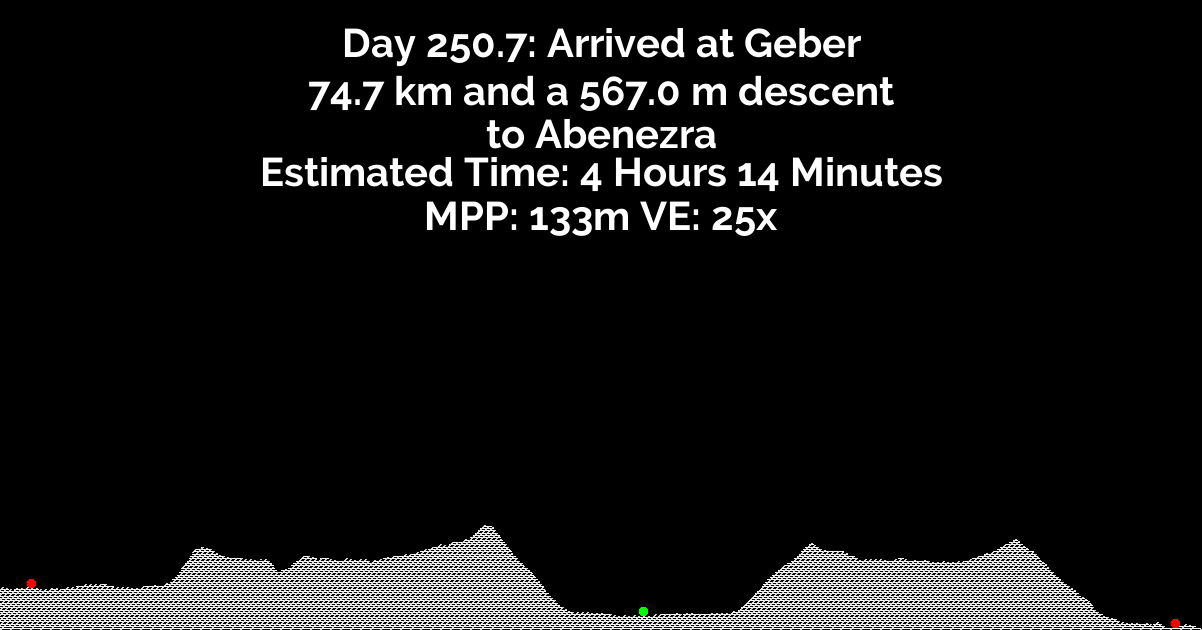 Day 250.7: Arrived at Geber
74.7 km and a 567.0 m descent
to Abenezra
Estimated Time: 4 Hours 14 Minutes
MPP: 133m VE: 25x